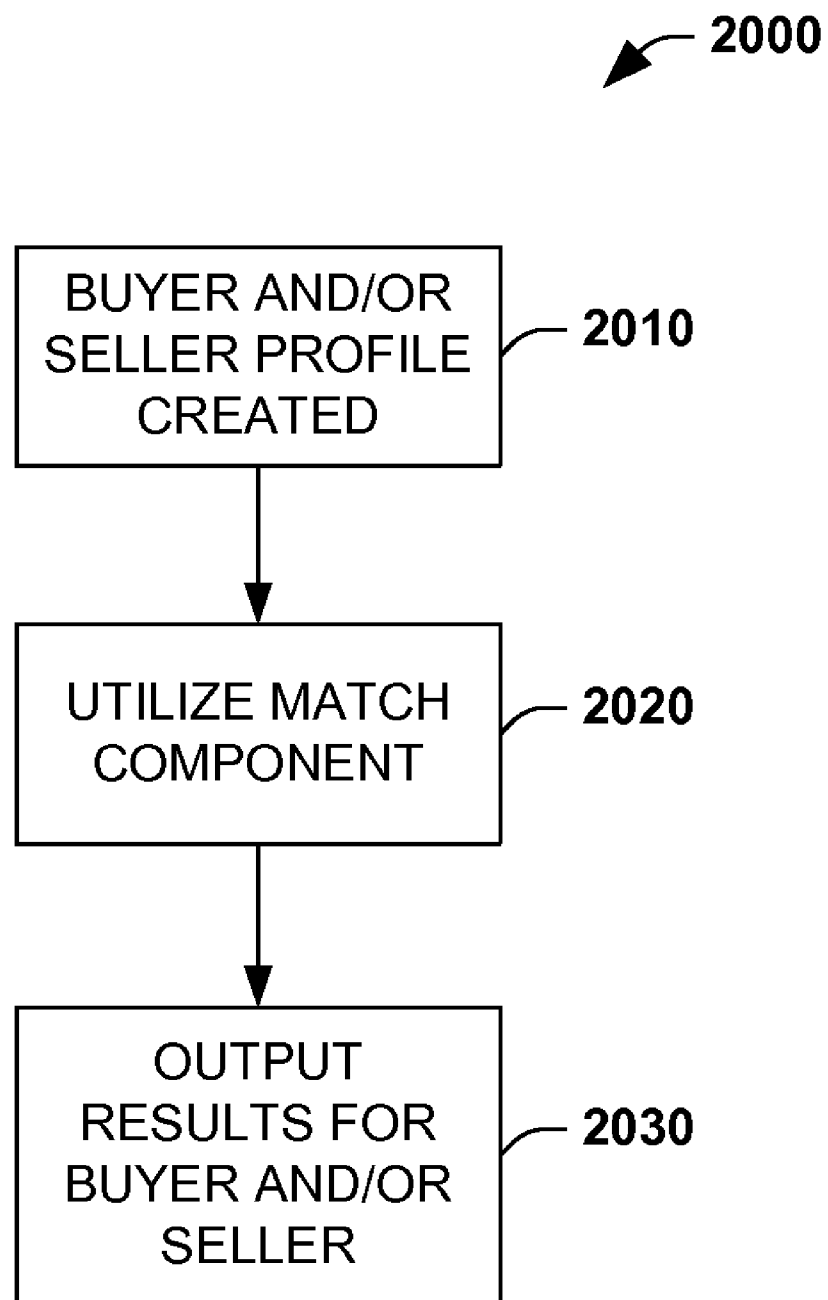 2000
BUYER AND/OR
SELLER PROFILE
CREATED
2010
UTILIZE MATCH
COMPONENT
2020
OUTPUT
RESULTS FOR
BUYER AND/OR
SELLER
2030